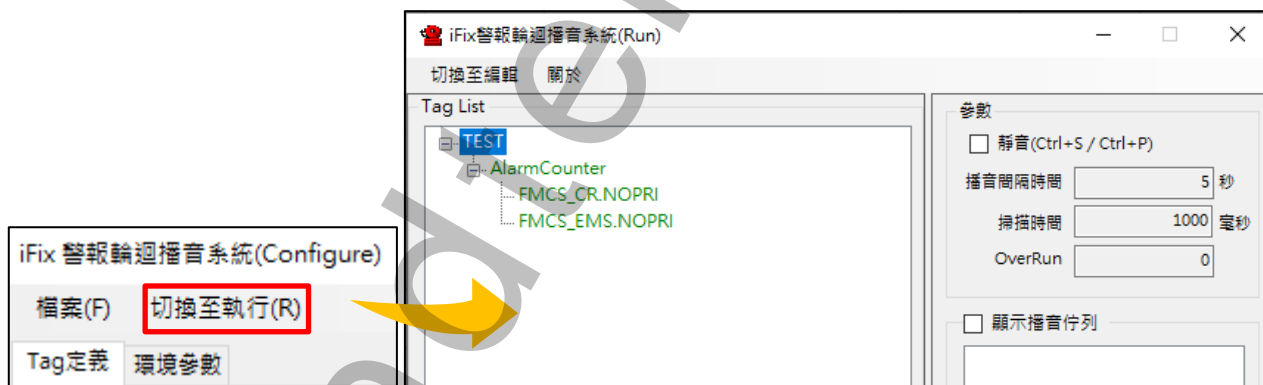 iFix警報輪迴播音系統(Run)
切換至編輯 關於
Tag List
TEST
AlarmCounter
FMCS_CR.NOPRI
FMCS_EMS.NOPRI
參數
靜音(Ctrl+S / Ctrl+P)
播音間隔時間 5 秒
掃描時間 1000 毫秒
OverRun 0
顯示播音佇列
iFix 警報輪迴播音系統(Configure)
檔案(F) 切換至執行(R)
Tag定義 環境參數